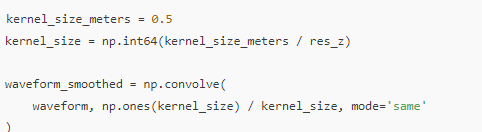 kernel_size_meters = 0.5
kernel_size = np.int64(kernel_size_meters / res_z)
waveform_smoothed = np.convolve(
    waveform, np.ones(kernel_size) / kernel_size, mode='same'
)